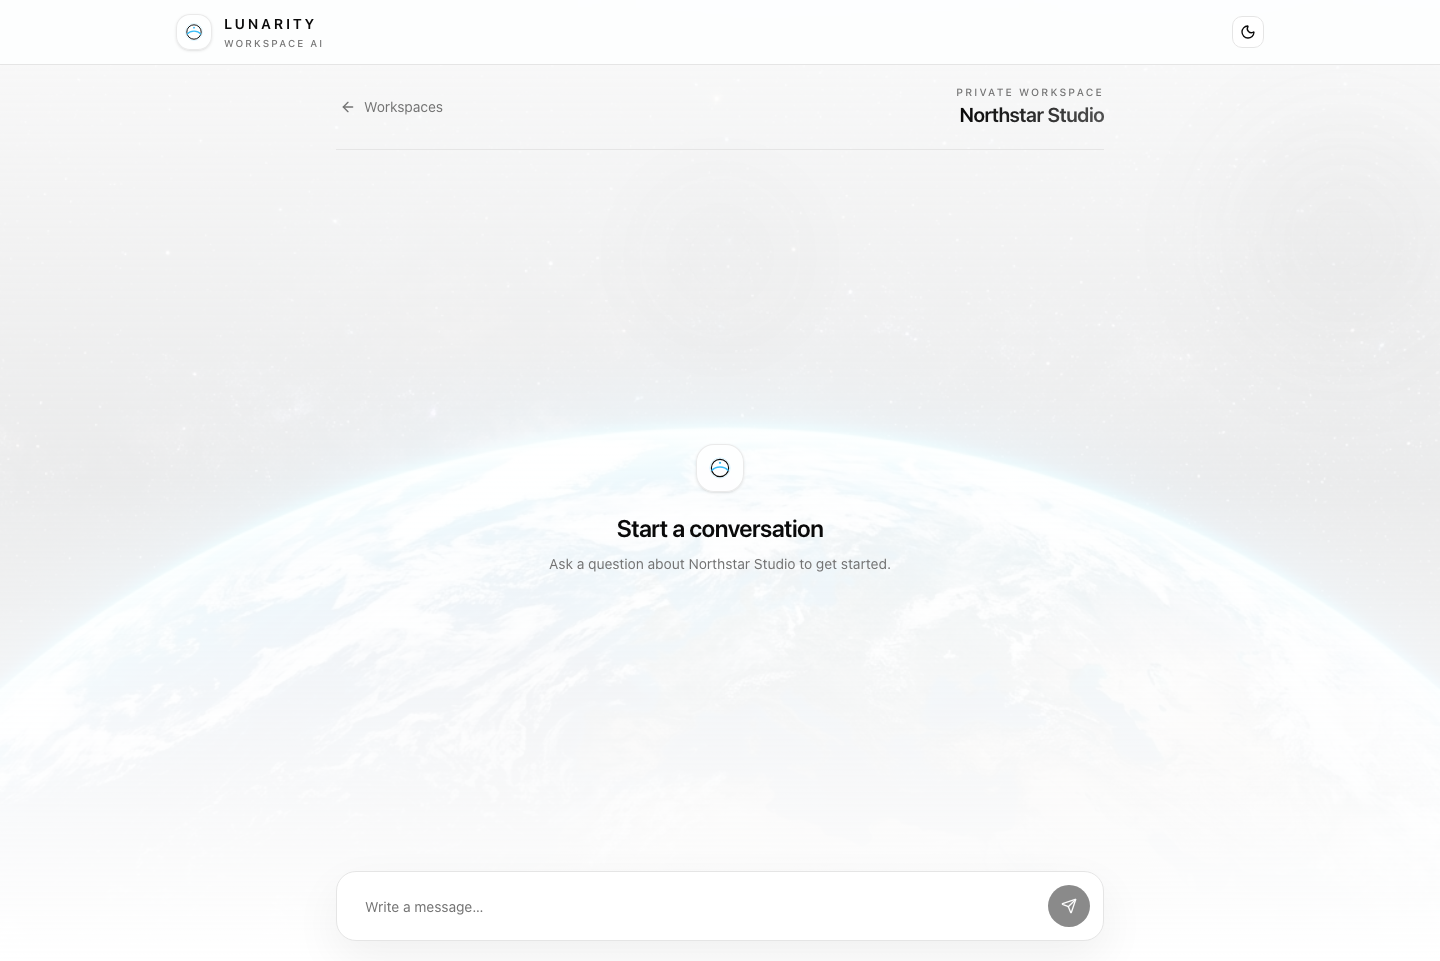 LUNARITY
WORKSPACE AI
Workspaces
PRIVATE WORKSPACE
Northstar Studio
Start a conversation
Ask a question about Northstar Studio to get started.
Write a message...